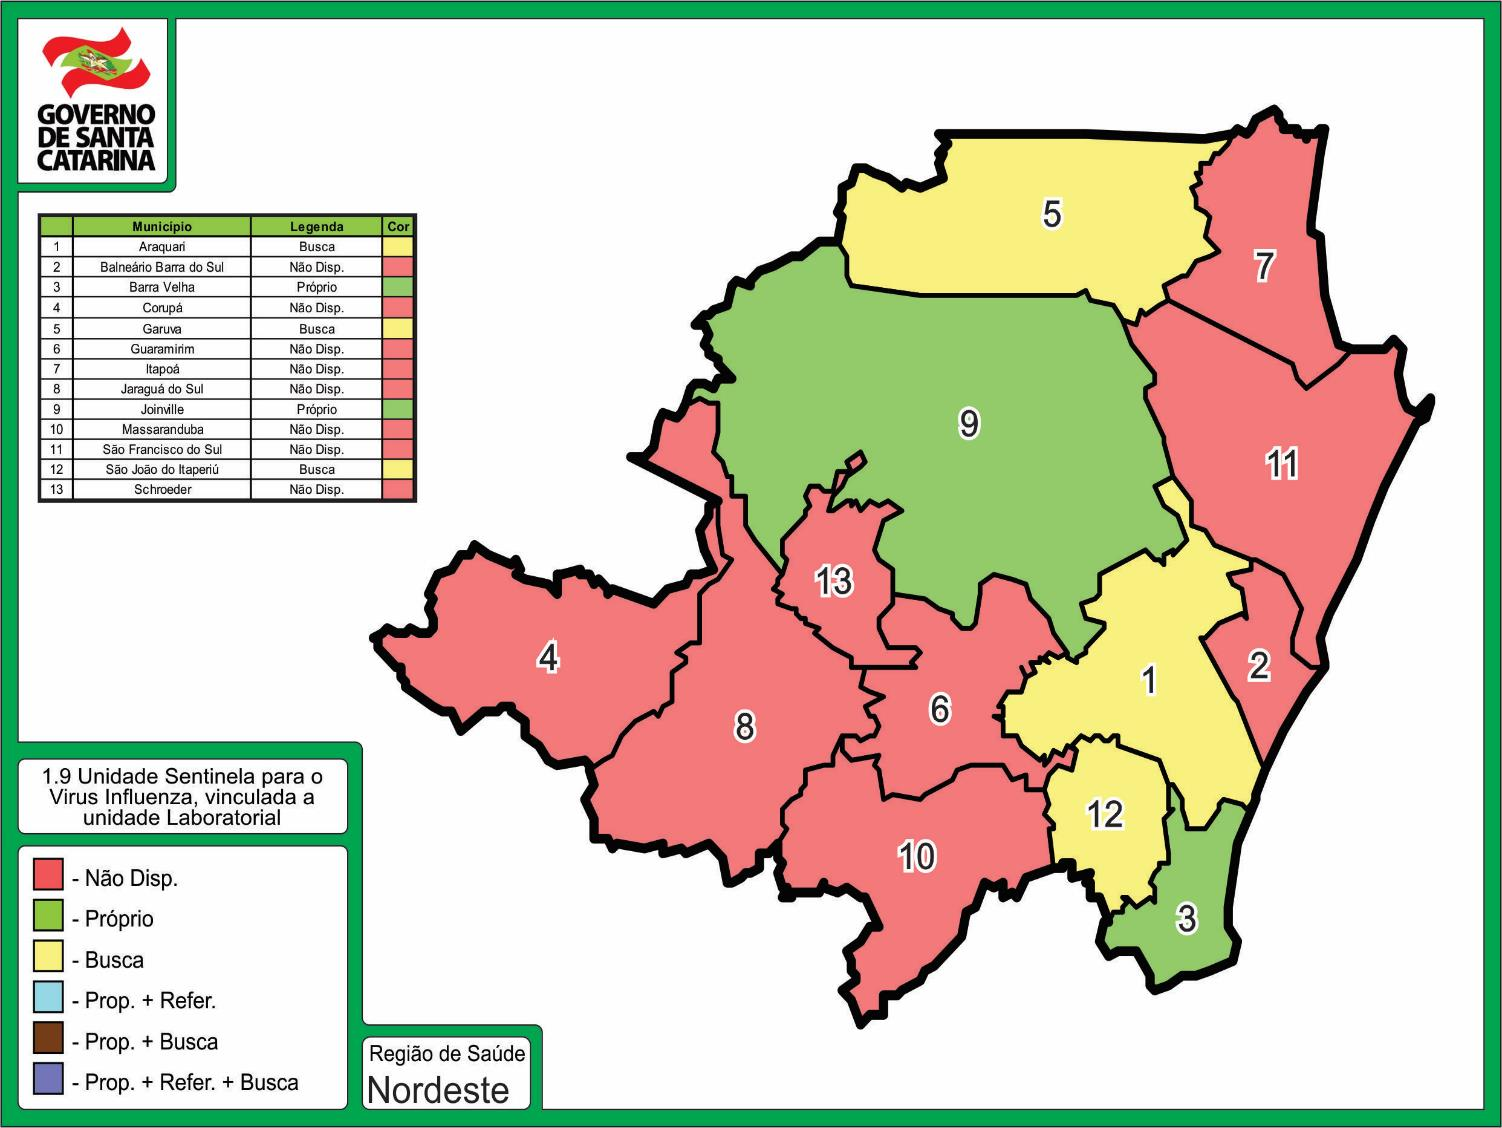 GOVERNO
DE SANTA
CATARINA
Município Legenda Cor
1 Araquari Busca
2 Balneário Barra do Sul Não Disp.
3 Barra Velha Próprio
4 Corupá Não Disp.
5 Garuva Busca
6 Guaramirim Não Disp.
7 Itapoá Não Disp.
8 Jaraguá do Sul Não Disp.
9 Joinville Próprio
10 Massaranduba Não Disp.
11 São Francisco do Sul Não Disp.
12 São João do Itaperiú Busca
13 Schroeder Não Disp.
5
7
9
11
13
4
2
1
6
8
12
10
3
1.9 Unidade Sentinela para o
Virus Influenza, vinculada a
unidade Laboratorial
- Não Disp.
- Próprio
- Busca
- Prop. + Refer.
- Prop. + Busca
- Prop. + Refer. + Busca
Região de Saúde
Nordeste